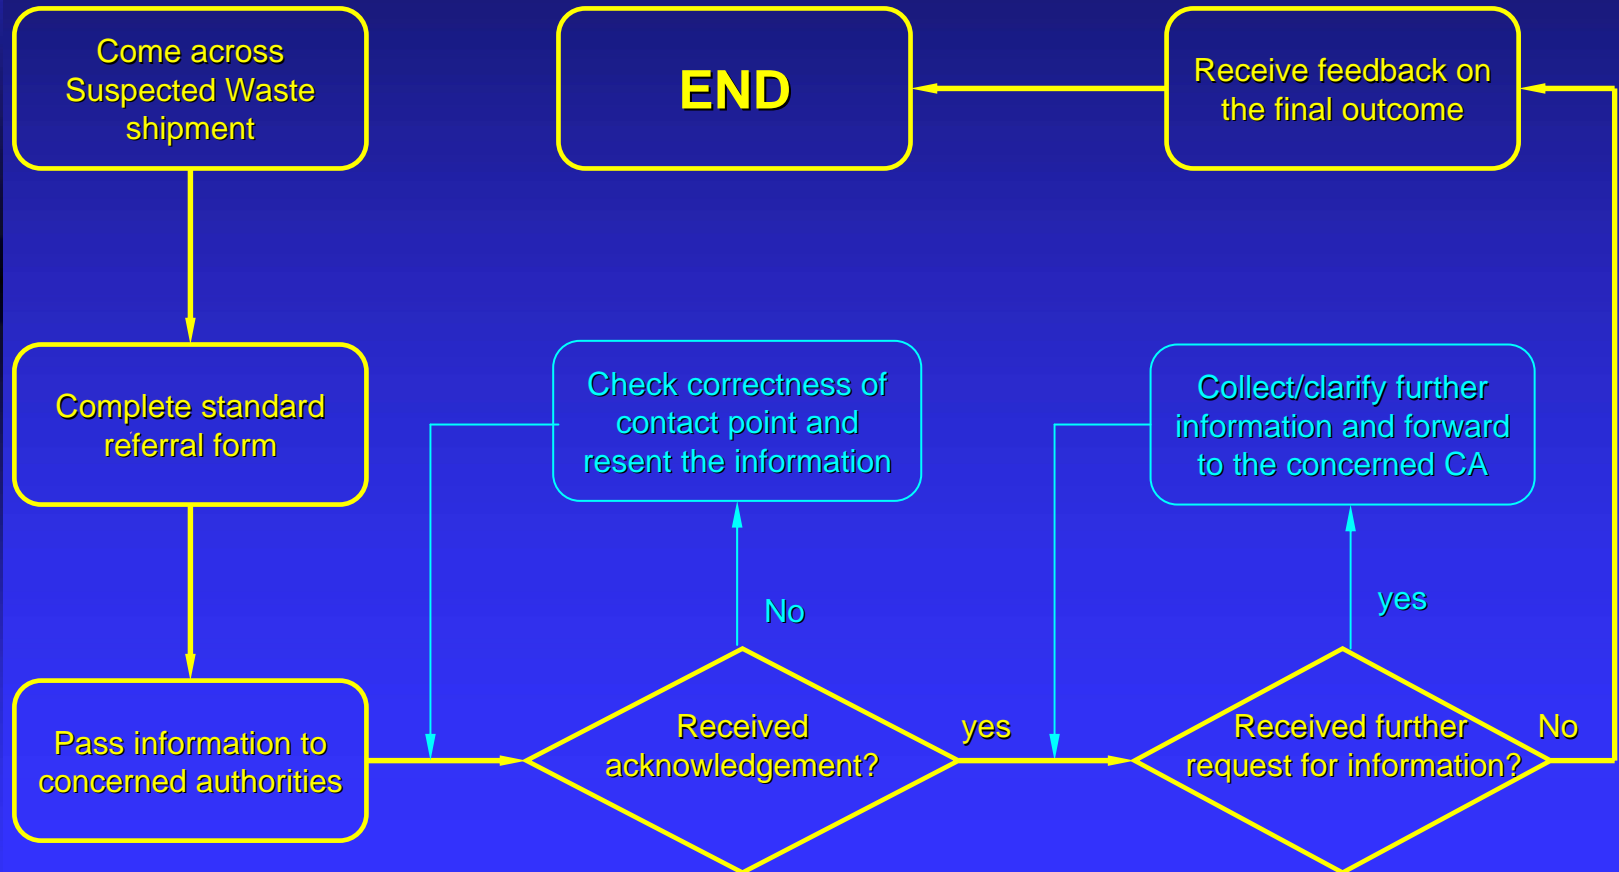 Come across
Suspected Waste
shipment
END
Receive feedback on
the final outcome
Complete standard
referral form
Check correctness of
contact point and
resent the information
Collect/clarify further
information and forward
to the concerned CA
No
yes
Pass information to
concerned authorities
Received
acknowledgement?
yes
Received further
request for information?
No